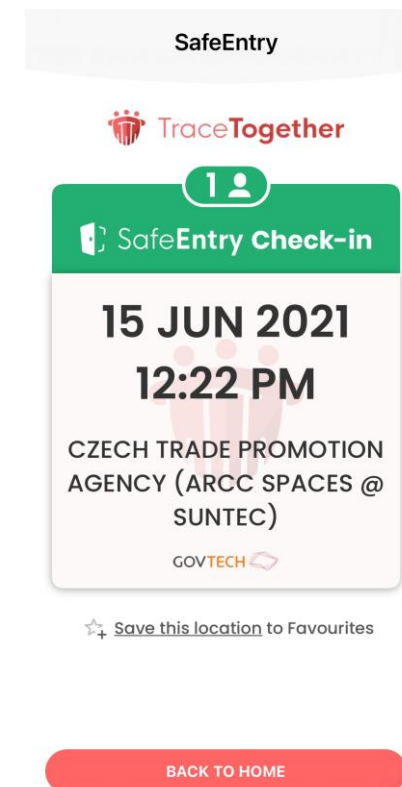 SafeEntry
TraceTogether
1
SafeEntry Check-in
15 JUN 2021
12:22 PM
CZECH TRADE PROMOTION
AGENCY (ARCC SPACES @
SUNTEC)
GOVTECH
Save this location to Favourites
BACK TO HOME